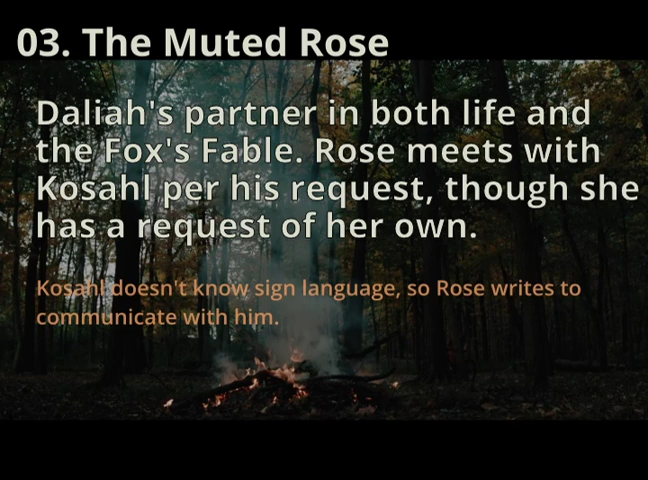 03. The Muted Rose
Daliah's partner in both life and
the Fox's Fable. Rose meets with
Kosahl per his request, though she
has a request of her own.
Kosahl doesn't know sign language, so Rose writes to
communicate with him.